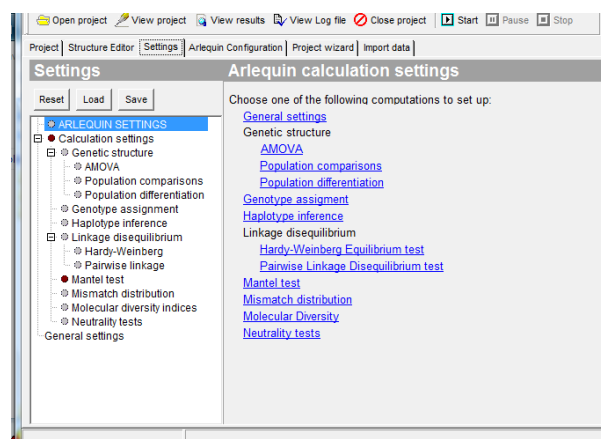 Open project View project View results View Log file Close project Start Pause Stop
Project Structure Editor Settings Arlequin Configuration Project wizard Import data
Settings
Arlequin calculation settings
Reset Load Save
ARLEQUIN SETTINGS
Calculation settings
Genetic structure
AMOVA
Population comparisons
Population differentiation
Genotype assignment
Haplotype inference
Linkage disequilibrium
Hardy-Weinberg
Pairwise linkage
Mantel test
Mismatch distribution
Molecular diversity indices
Neutrality tests
General settings
Choose one of the following computations to set up:
General settings
Genetic structure
AMOVA
Population comparisons
Population differentiation
Genotype assigment
Haplotype inference
Linkage disequilibrium
Hardy-Weinberg Equilibrium test
Pairwise Linkage Disequilibrium test
Mantel test
Mismatch distribution
Molecular Diversity
Neutrality tests